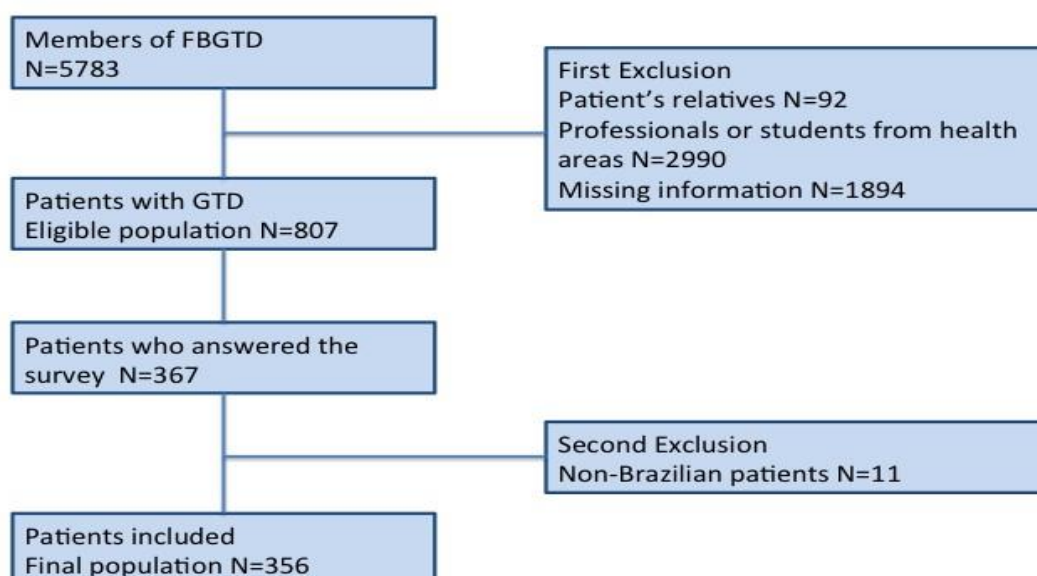 Members of FBGTD
N=5783
First Exclusion
Patient's relatives N=92
Professionals or students from health
areas N=2990
Missing information N=1894
Patients with GTD
Eligible population N=807
Patients who answered the
survey N=367
Second Exclusion
Non-Brazilian patients N=11
Patients included
Final population N=356